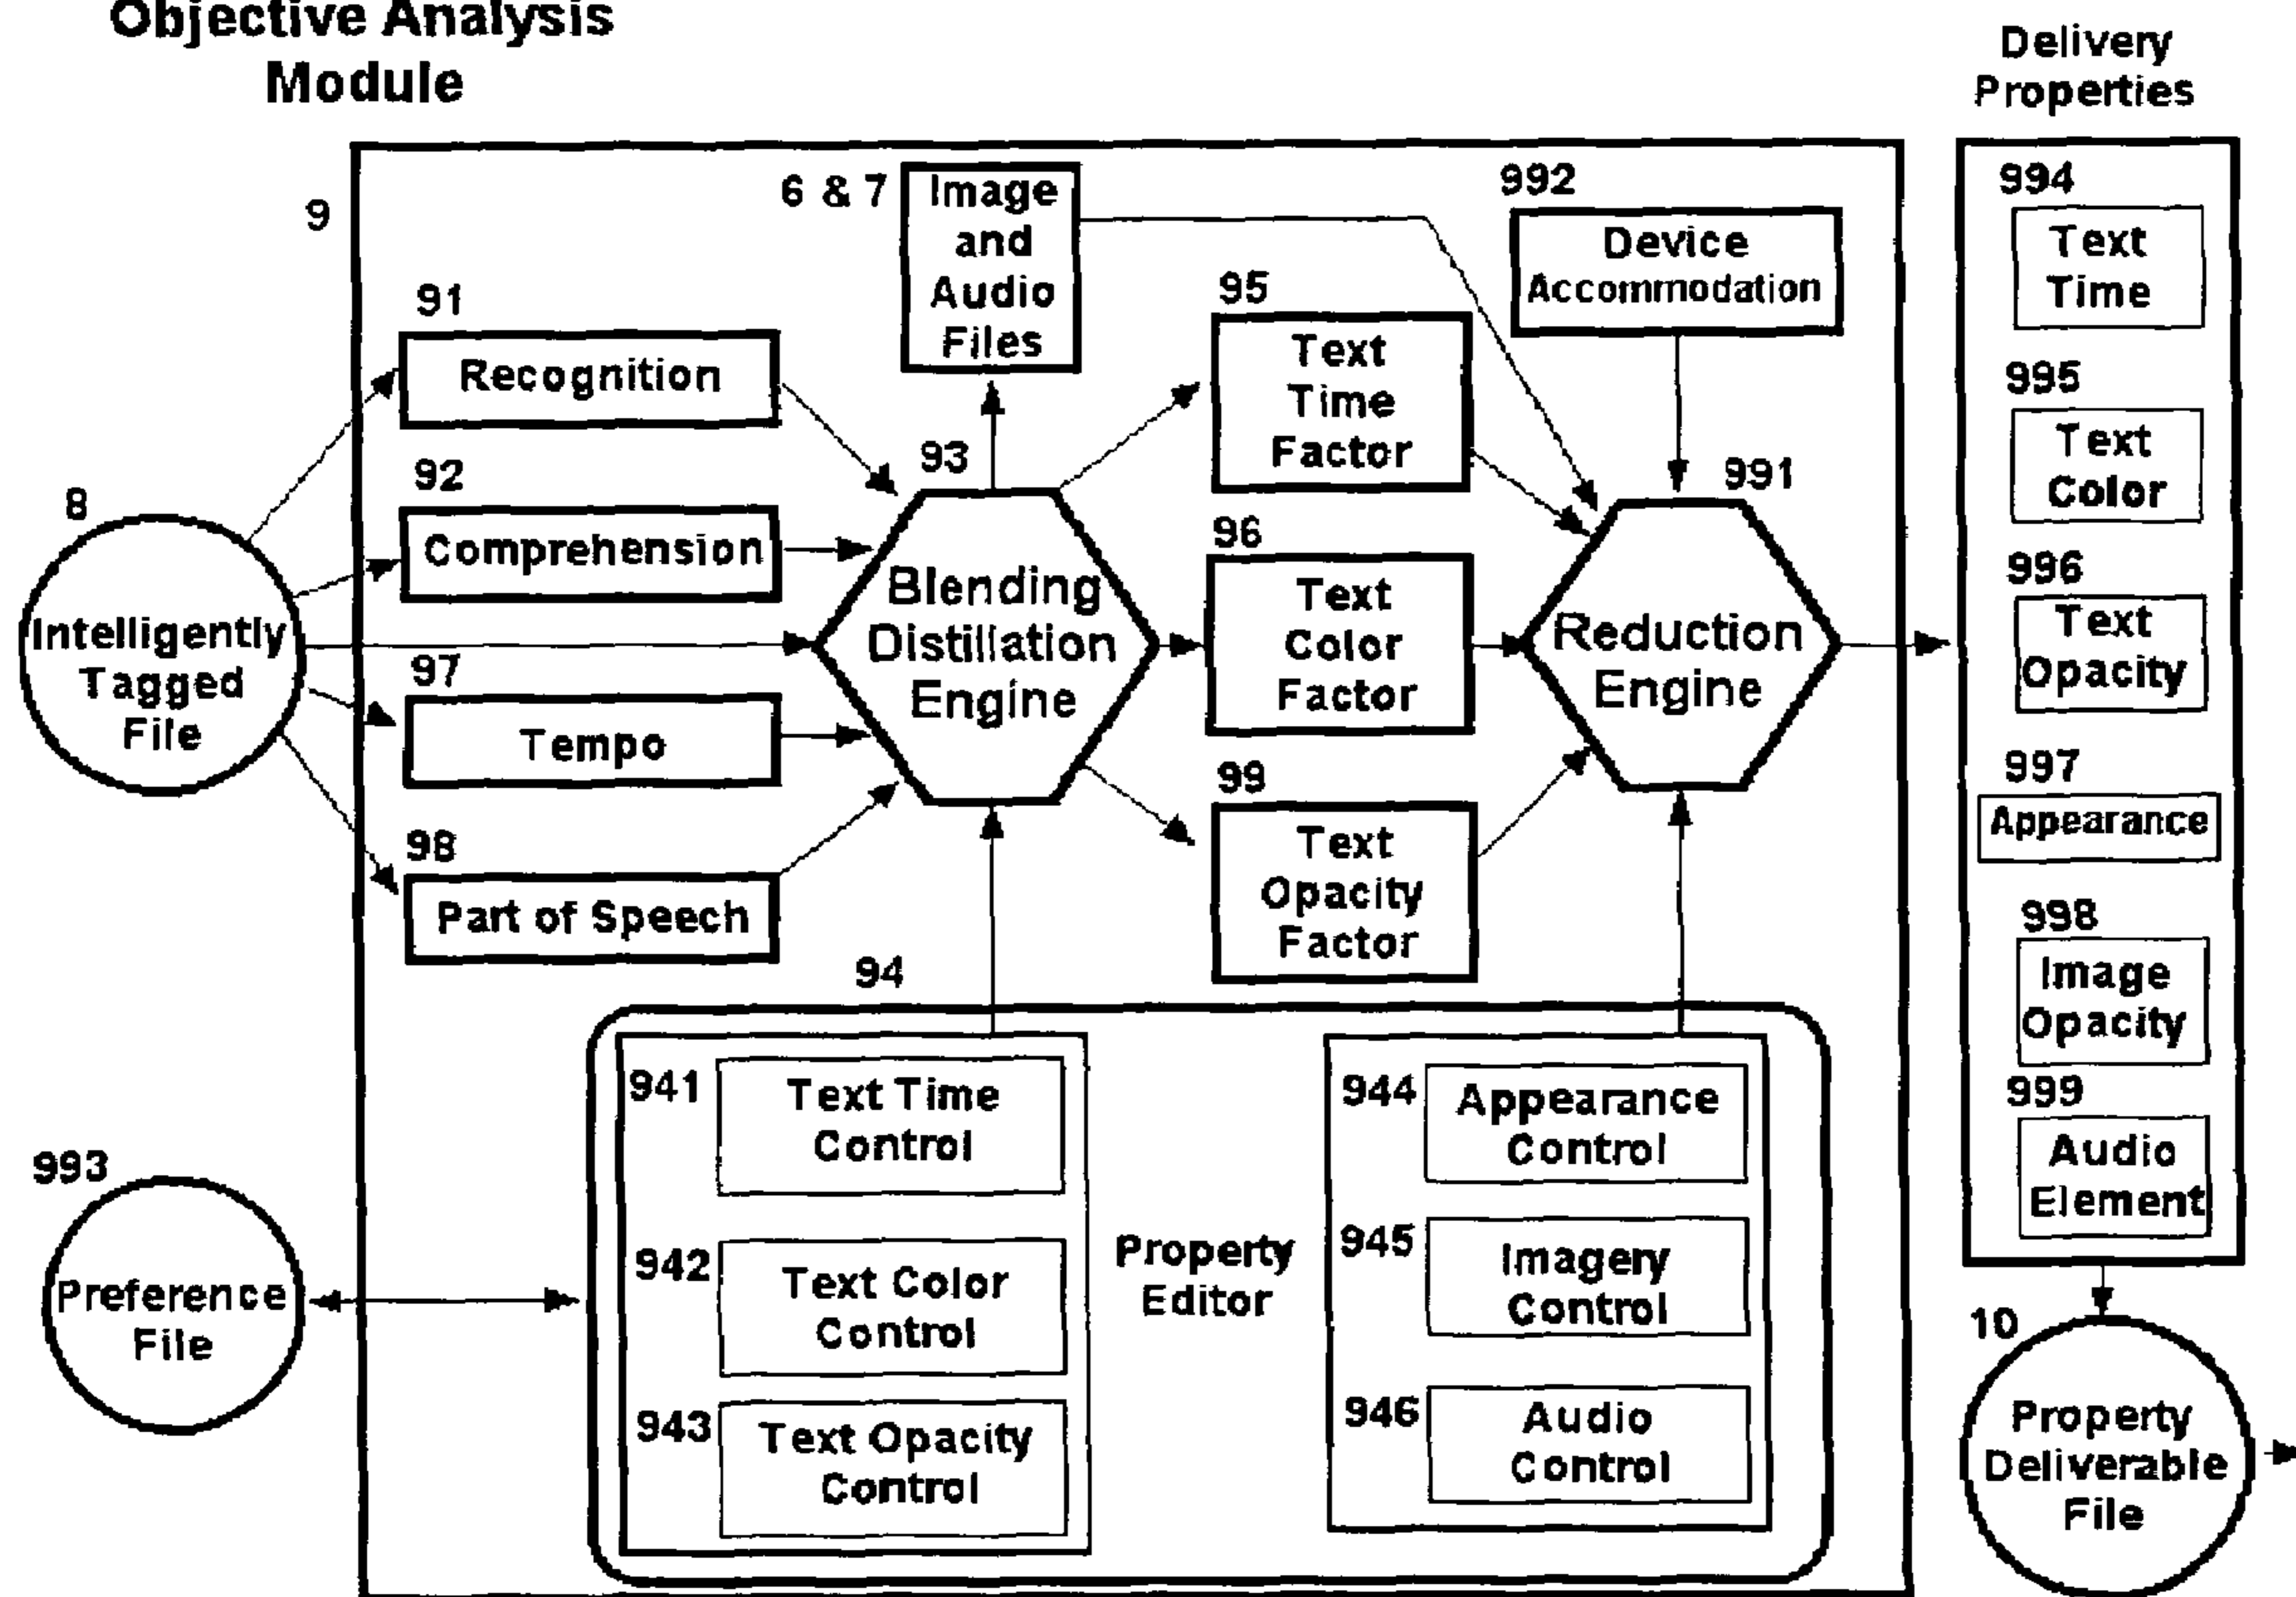 Objective Analysis
Module
Delivery
Properties
9
6 & 7
Image
and
Audio
Files
992
Device
Accommodation
994
Text
Time
91
Recognition
95
Text
Time
Factor
995
Text
Color
92
Comprehension
93
Blending
Distillation
Engine
96
Text
Color
Factor
991
Reduction
Engine
996
Text
Opacity
8
Intelligently
Tagged
File
97
Tempo
99
Text
Opacity
Factor
997
Appearance
98
Part of Speech
998
Image
Opacity
94
941
Text Time
Control
944
Appearance
Control
999
Audio
Element
993
Preference
File
942
Text Color
Control
Property
Editor
945
Imagery
Control
943
Text Opacity
Control
946
Audio
Control
10
Property
Deliverable
File